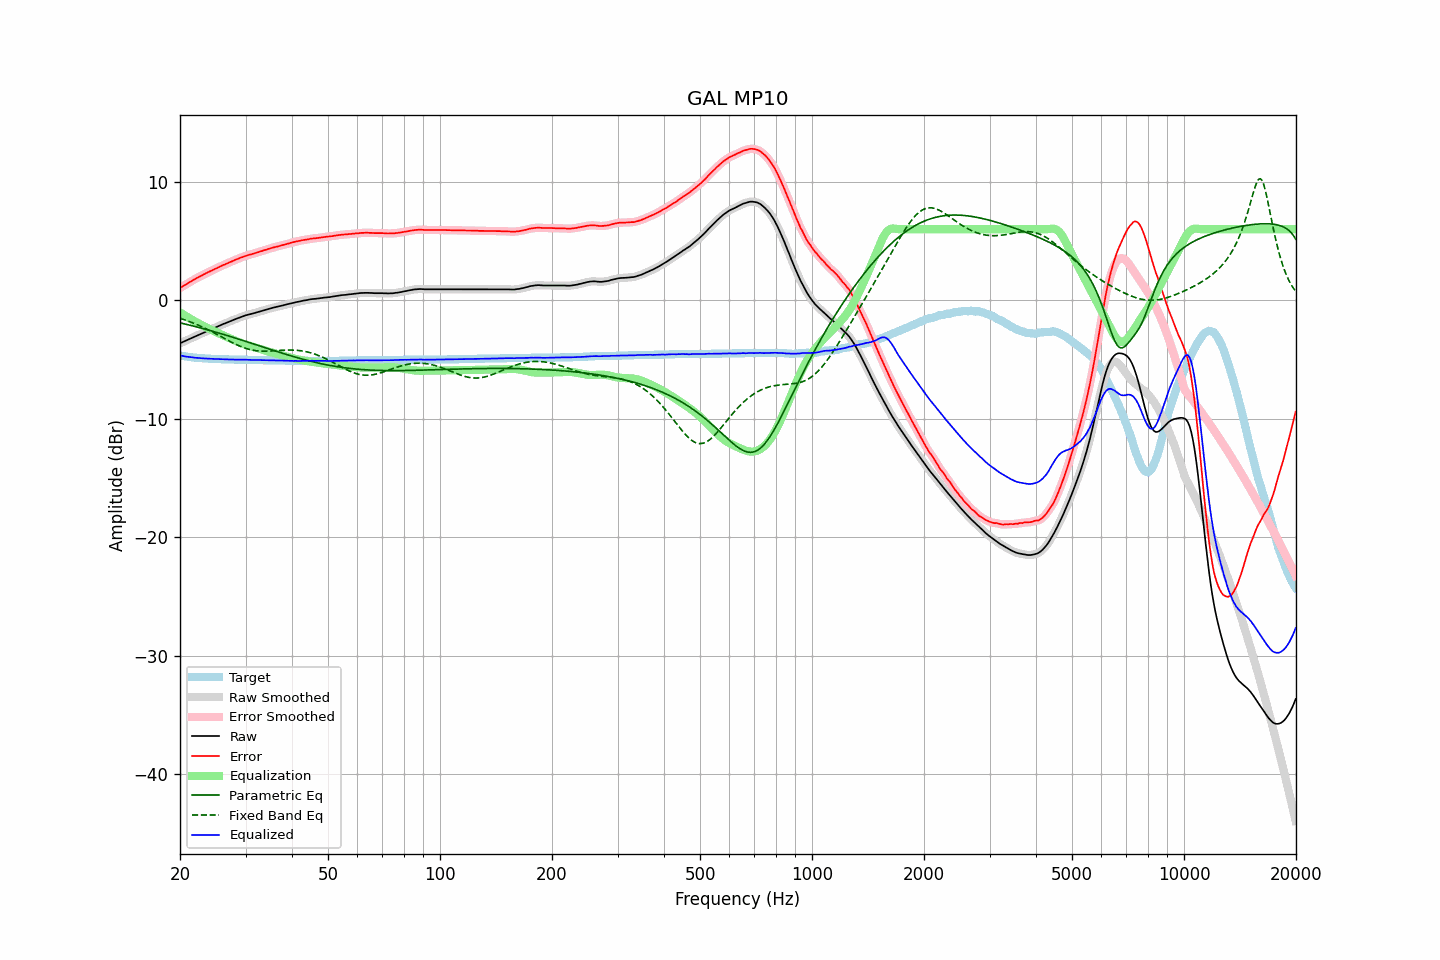 GAL MP10
Amplitude (dBr)
10
0
−10
−20
−30
−40
Target
Raw Smoothed
Error Smoothed
Raw
Error
Equalization
Parametric Eq
Fixed Band Eq
Equalized
20 50 100 200 500 1000 2000 5000 10000 20000
Frequency (Hz)